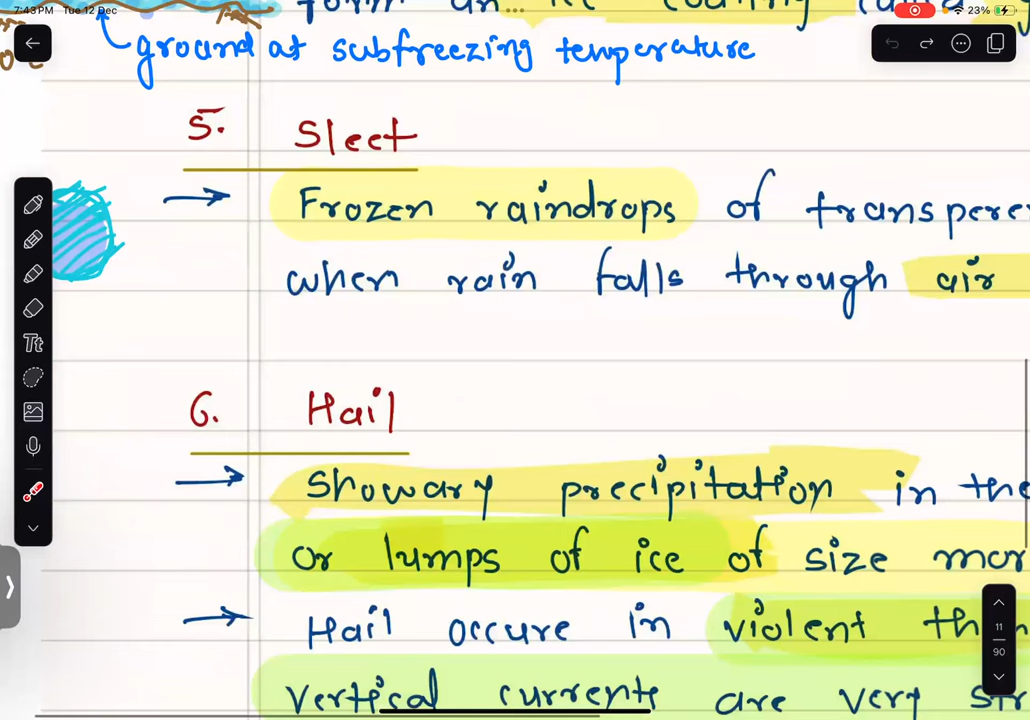 7:43 PM Tue 12 Dec
23%
ground at subfreezing temperature
5. Sleet
→ Frozen raindrops of transpere
when rain falls through air
6. Hail
→ Showary precipitation in the
or lumps of ice of size mor
→ Hail occure in violent th
vertical currents are very str
Tt
11
90